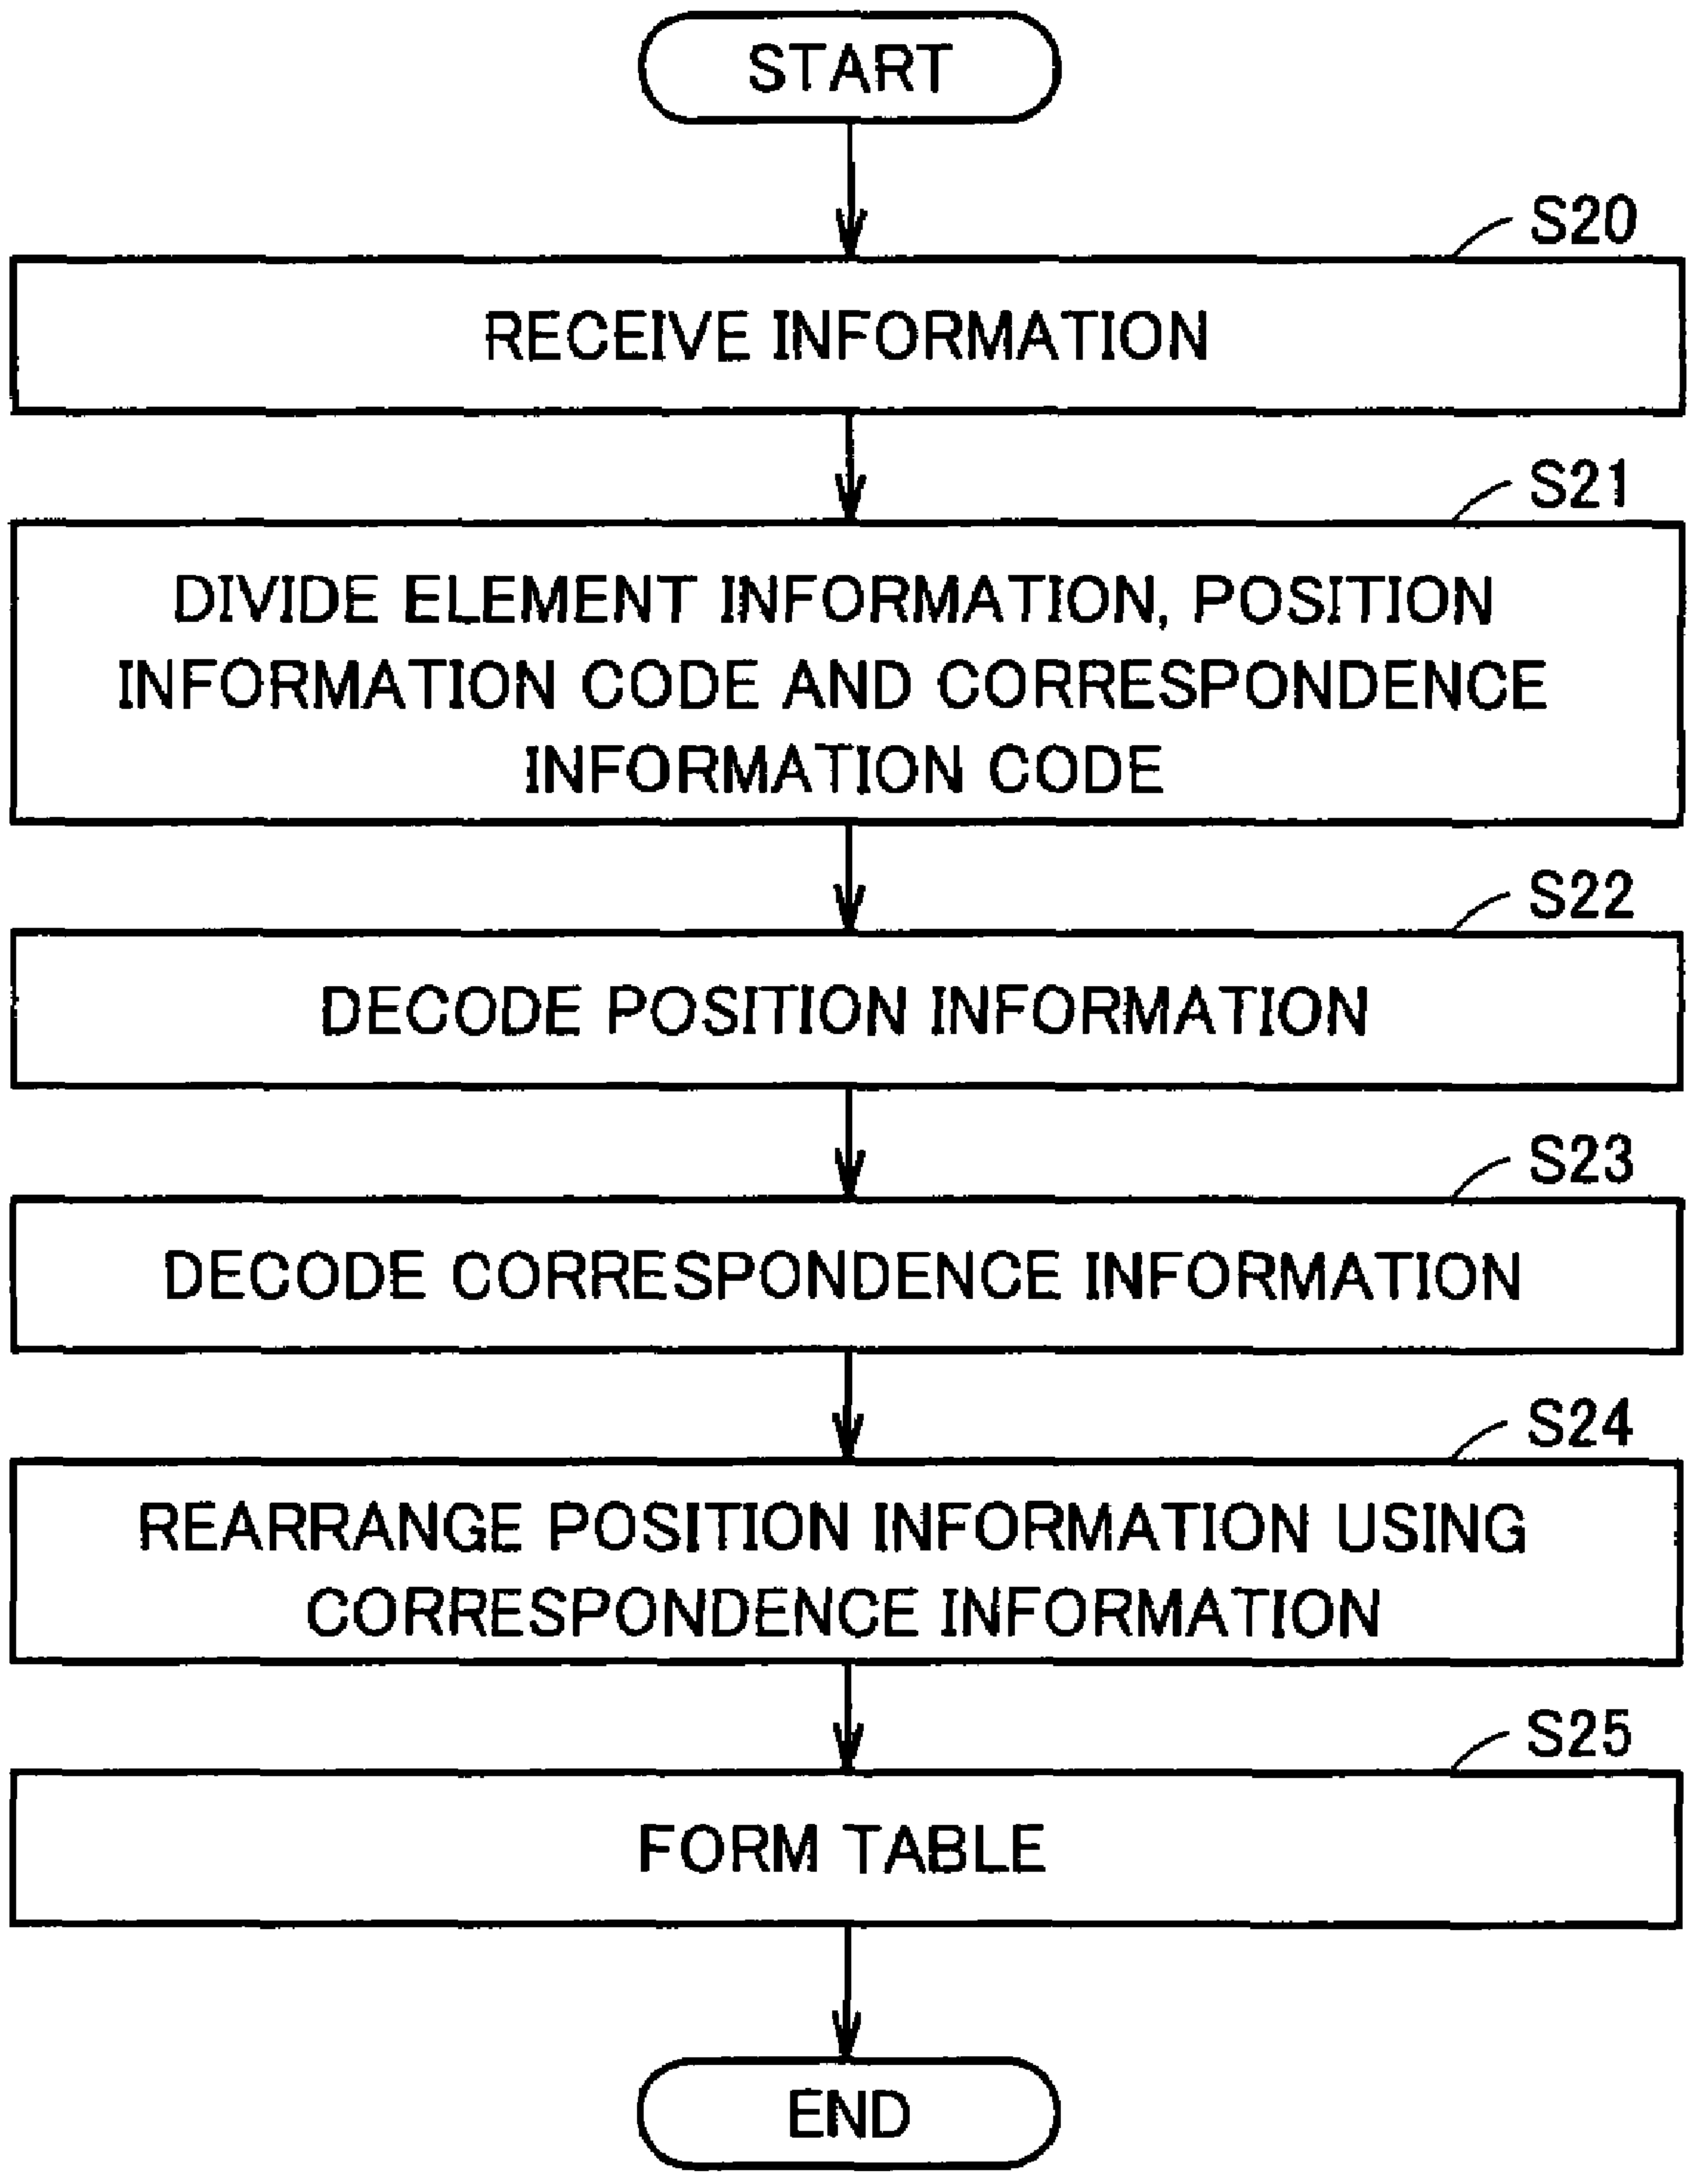 START
S20
RECEIVE INFORMATION
S21
DIVIDE ELEMENT INFORMATION, POSITION
INFORMATION CODE AND CORRESPONDENCE
INFORMATION CODE
S22
DECODE POSITION INFORMATION
S23
DECODE CORRESPONDENCE INFORMATION
S24
REARRANGE POSITION INFORMATION USING
CORRESPONDENCE INFORMATION
S25
FORM TABLE
END